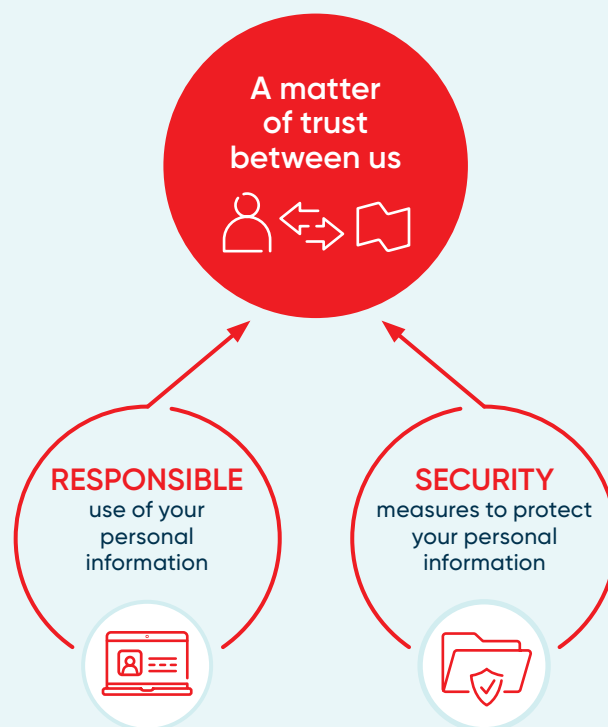 A matter
of trust
between us
RESPONSIBLE
use of your
personal
information
SECURITY
measures to protect
your personal
information